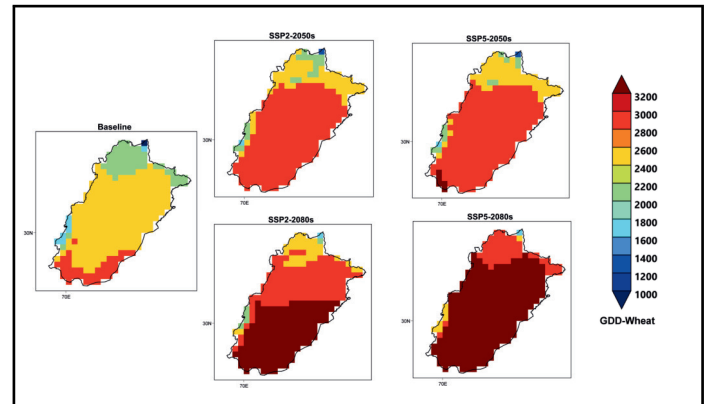 SSP2-2050s
SSP5-2050s
30N
70E
30N
70E
Baseline
30N
70E
SSP2-2080s
SSP5-2080s
30N
70E
30N
70E
3200
3000
2800
2600
2400
2200
2000
1800
1600
1400
1200
1000
GDD-Wheat